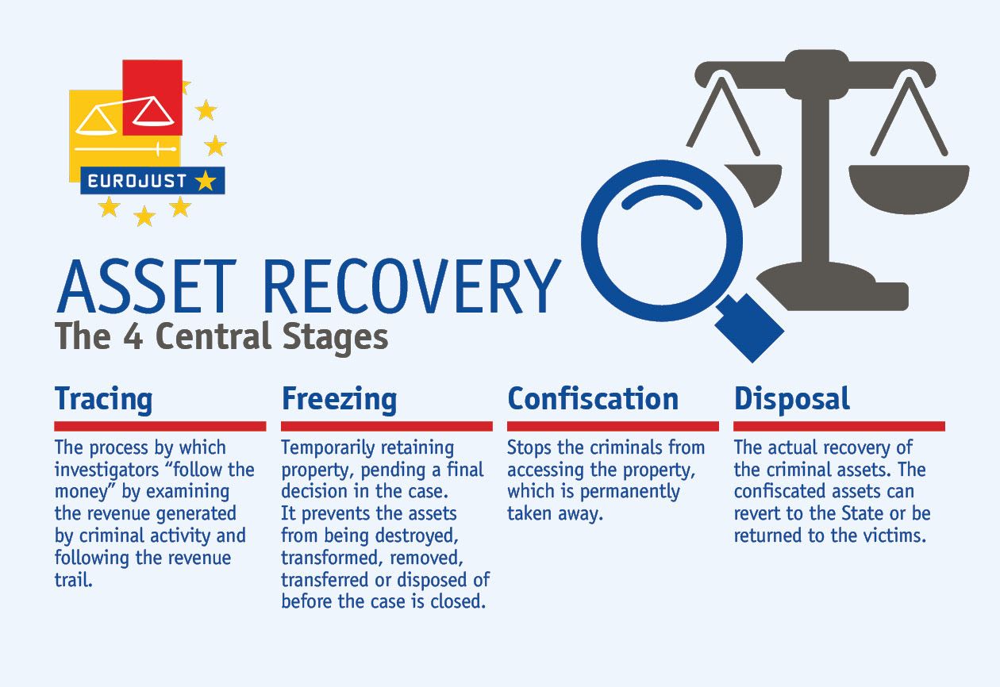 EUROJUST
ASSET RECOVERY
The 4 Central Stages
Tracing
The process by which
investigators “follow the
money” by examining
the revenue generated
by criminal activity and
following the revenue
trail.
Freezing
Temporarily retaining
property, pending a final
decision in the case.
It prevents the assets
from being destroyed,
transformed, removed,
transferred or disposed of
before the case is closed.
Confiscation
Stops the criminals from
accessing the property,
which is permanently
taken away.
Disposal
The actual recovery of
the criminal assets. The
confiscated assets can
revert to the State or be
returned to the victims.